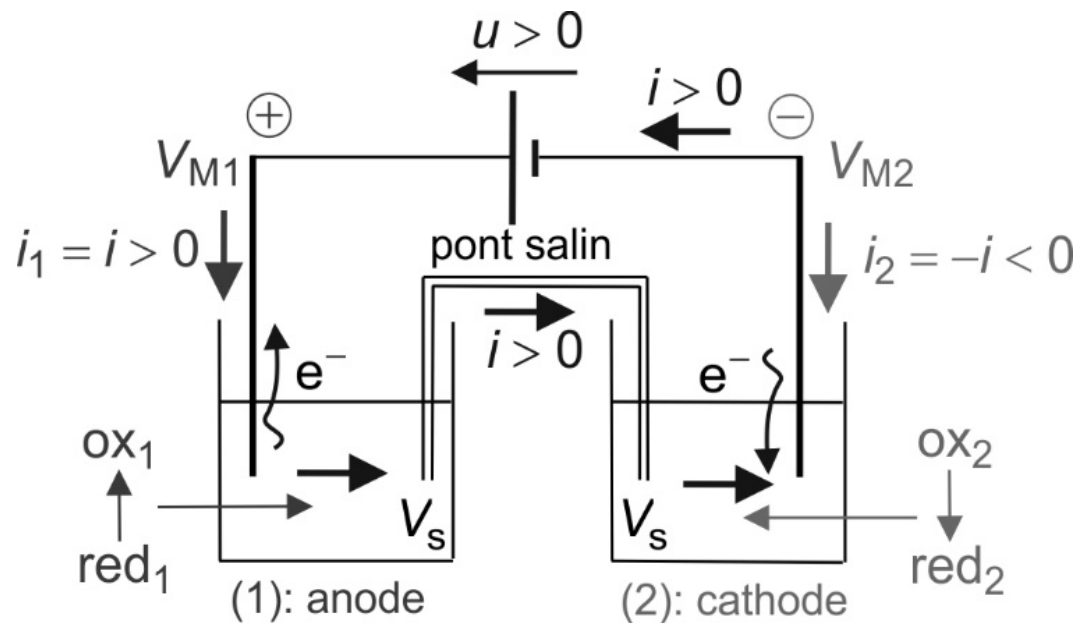 u > 0
i > 0
+
−
V_M1
V_M2
i_1 = i > 0
pont salin
i_2 = −i < 0
i > 0
e^−
e^−
ox_1
ox_2
V_s
V_s
red_1
red_2
(1): anode
(2): cathode